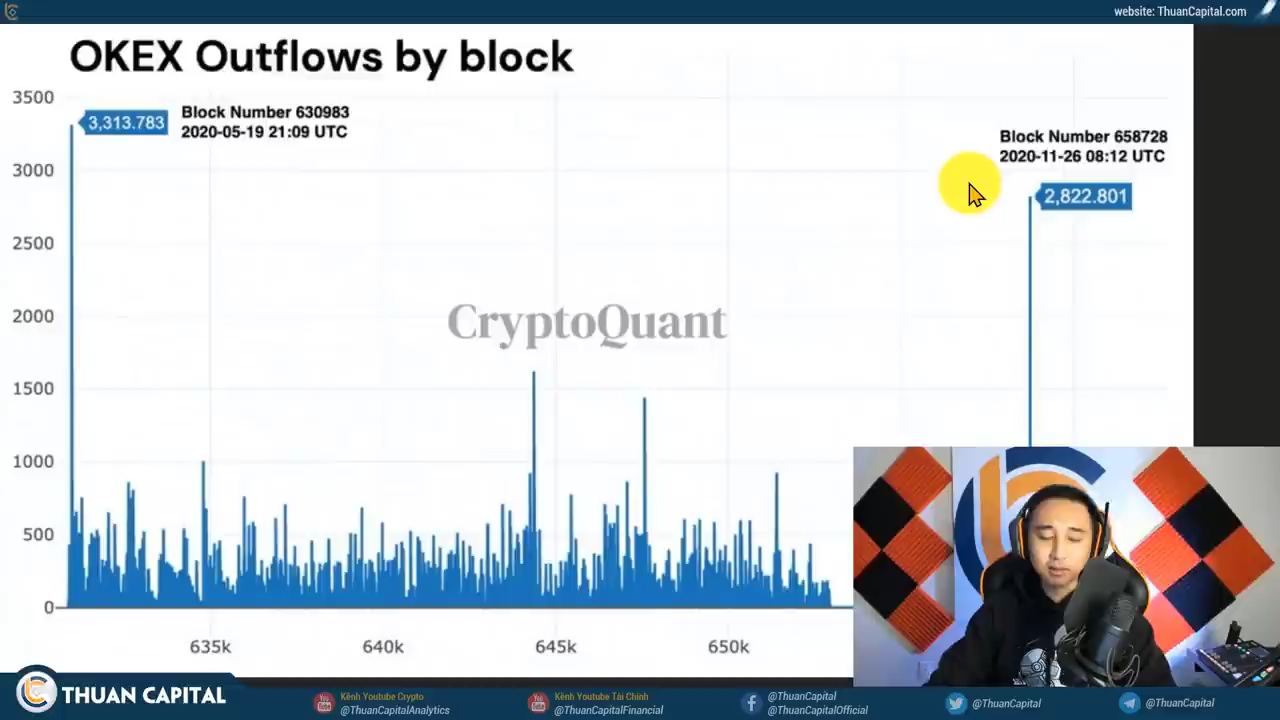 website: ThuanCapital.com
OKEX Outflows by block
3500
3,313.783
Block Number 630983
2020-05-19 21:09 UTC
Block Number 658728
2020-11-26 08:12 UTC
3000
2,822.801
2500
2000
CryptoQuant
1500
1000
500
0
635k
640k
645k
650k
THUAN CAPITAL
Kênh Youtube Crypto
@ThuanCapitalAnalytics
Kênh Youtube Tài Chính
@ThuanCapitalFinancial
@ThuanCapital
@ThuanCapitalOfficial
@ThuanCapital
@ThuanCapital